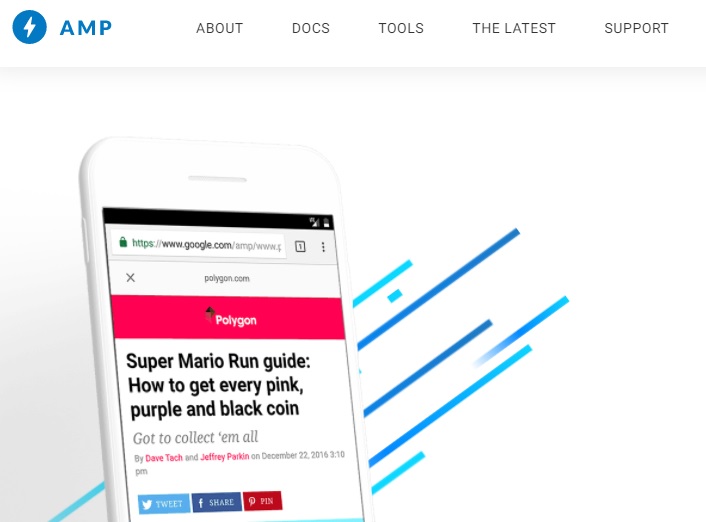 AMP
ABOUT DOCS TOOLS THE LATEST SUPPORT
https://www.google.com/amp/www.p 1
polygon.com
Polygon
Super Mario Run guide:
How to get every pink,
purple and black coin
Got to collect ‘em all
By Dave Tach and Jeffrey Parkin on December 22, 2016 3:10
pm
TWEET SHARE PIN